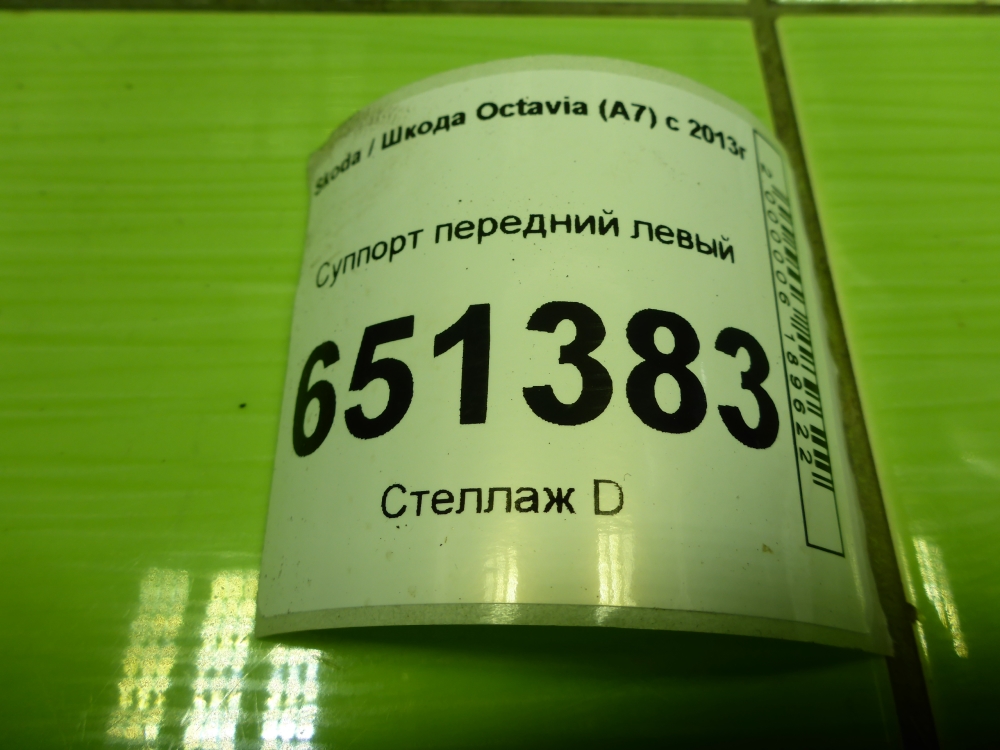 Skoda / Шкода Octavia (A7) с 2013г
Суппорт передний левый
651383
Стеллаж D
2000006189622